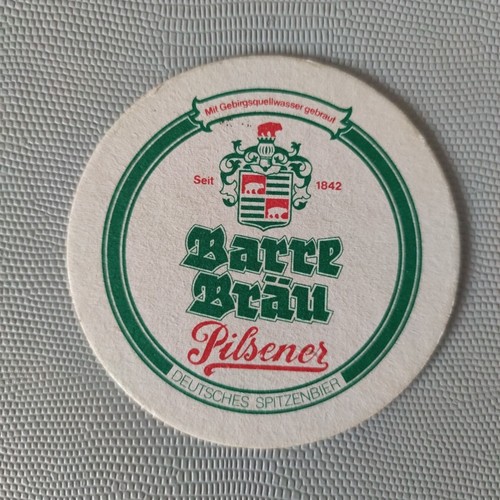 Mit Gebirgsquellwasser gebraut
Seit 1842
Barre
Bräu
Pilsener
DEUTSCHES SPITZENBIER